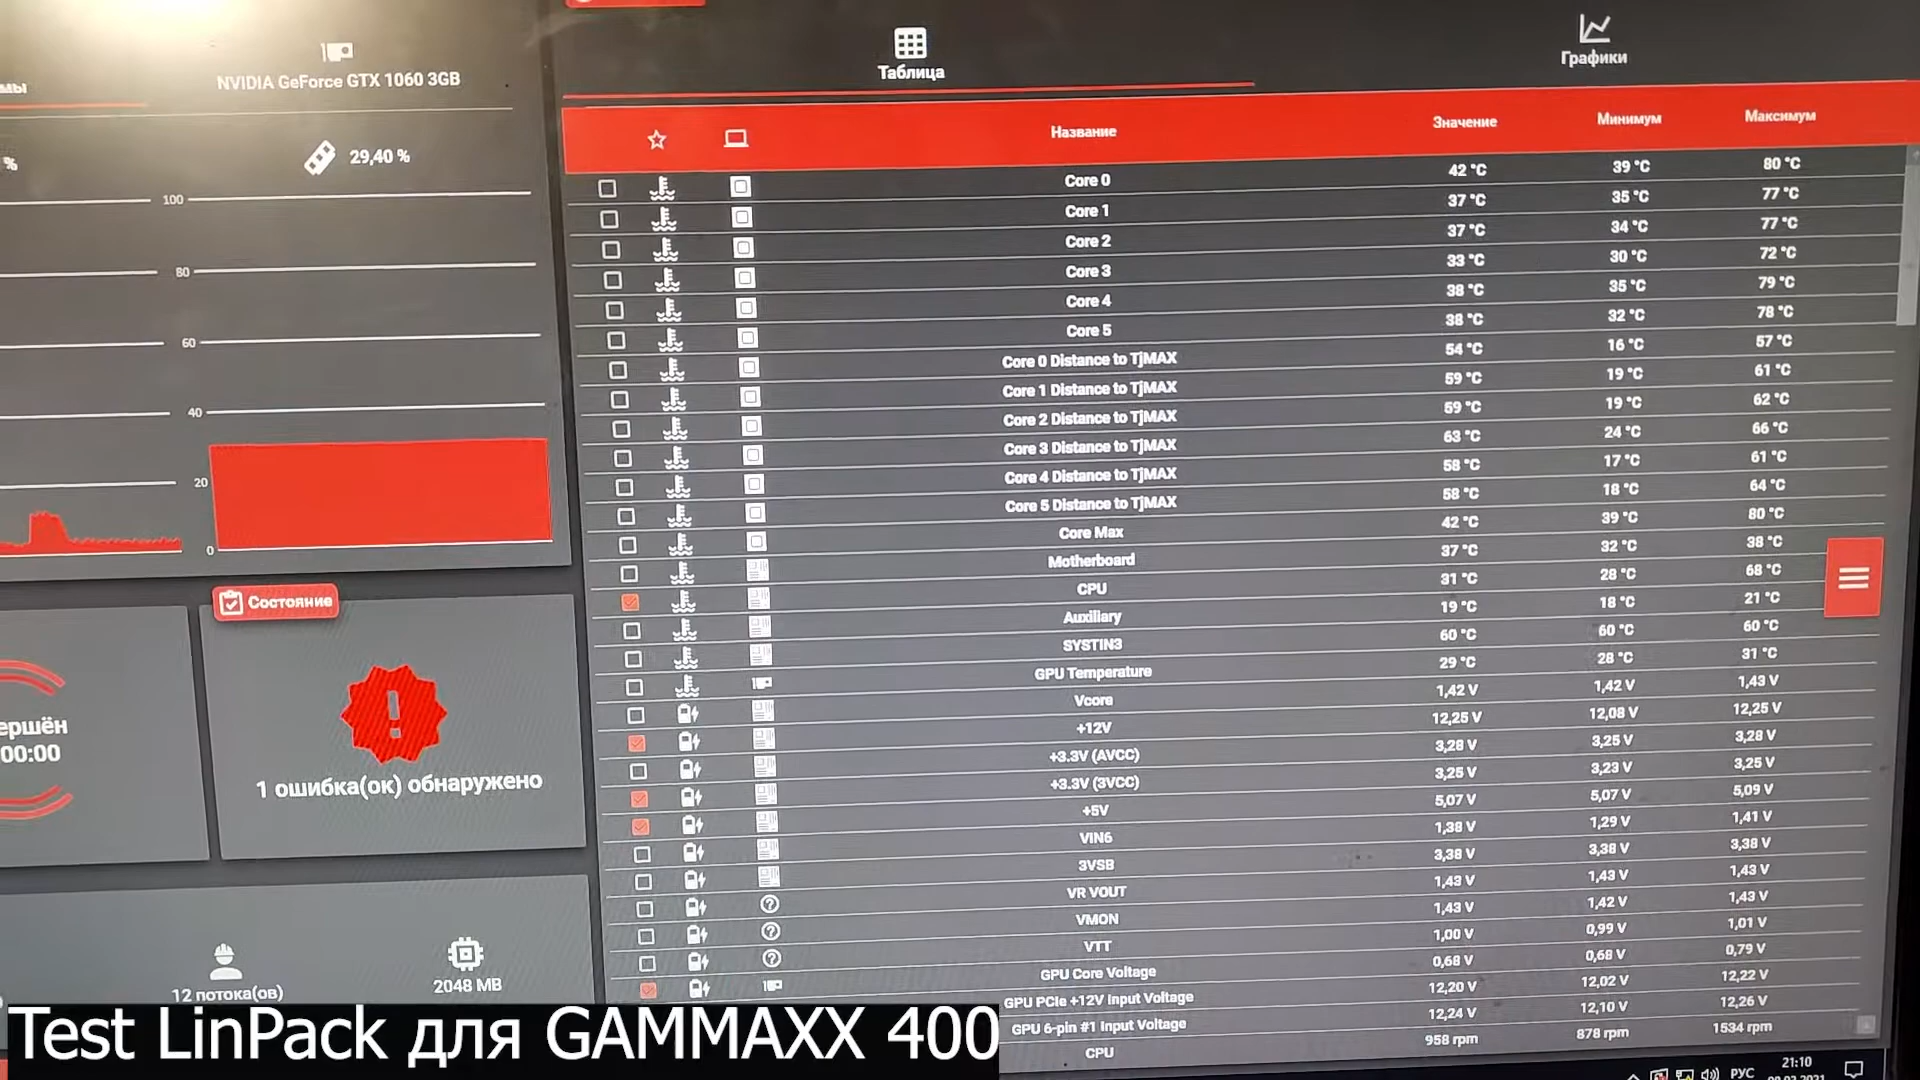 Таблица
Графики
мы
NVIDIA GeForce GTX 1060 3GB
%
29,40 %
100
80
60
40
20
0
Название Значение Минимум Максимум
Core 0 42 °C 39 °C 80 °C
Core 1 37 °C 35 °C 77 °C
Core 2 37 °C 34 °C 77 °C
Core 3 33 °C 30 °C 72 °C
Core 4 38 °C 35 °C 79 °C
Core 5 38 °C 32 °C 78 °C
Core 0 Distance to TjMAX 54 °C 16 °C 57 °C
Core 1 Distance to TjMAX 59 °C 19 °C 61 °C
Core 2 Distance to TjMAX 59 °C 19 °C 62 °C
Core 3 Distance to TjMAX 63 °C 24 °C 66 °C
Core 4 Distance to TjMAX 58 °C 17 °C 61 °C
Core 5 Distance to TjMAX 58 °C 18 °C 64 °C
Core Max 42 °C 39 °C 80 °C
Motherboard 37 °C 32 °C 38 °C
CPU 31 °C 28 °C 68 °C
Auxiliary 19 °C 18 °C 21 °C
SYSTIN3 60 °C 60 °C 60 °C
GPU Temperature 29 °C 28 °C 31 °C
Vcore 1,42 V 1,42 V 1,43 V
+12V 12,25 V 12,08 V 12,25 V
+3.3V (AVCC) 3,28 V 3,25 V 3,28 V
+3.3V (3VCC) 3,25 V 3,23 V 3,25 V
+5V 5,07 V 5,07 V 5,09 V
VIN6 1,38 V 1,29 V 1,41 V
3VSB 3,38 V 3,38 V 3,38 V
VR VOUT 1,43 V 1,43 V 1,43 V
VMON 1,43 V 1,42 V 1,43 V
VTT 1,00 V 0,99 V 1,01 V
GPU Core Voltage 0,68 V 0,68 V 0,79 V
GPU PCIe +12V Input Voltage 12,20 V 12,02 V 12,22 V
GPU 6-pin #1 Input Voltage 12,24 V 12,10 V 12,26 V
CPU 958 rpm 878 rpm 1534 rpm
Состояние
ершён
00:00
1 ошибка(ок) обнаружено
12 потока(ов)
2048 MB
Test LinPack для GAMMAXX 400
РУС
21:10